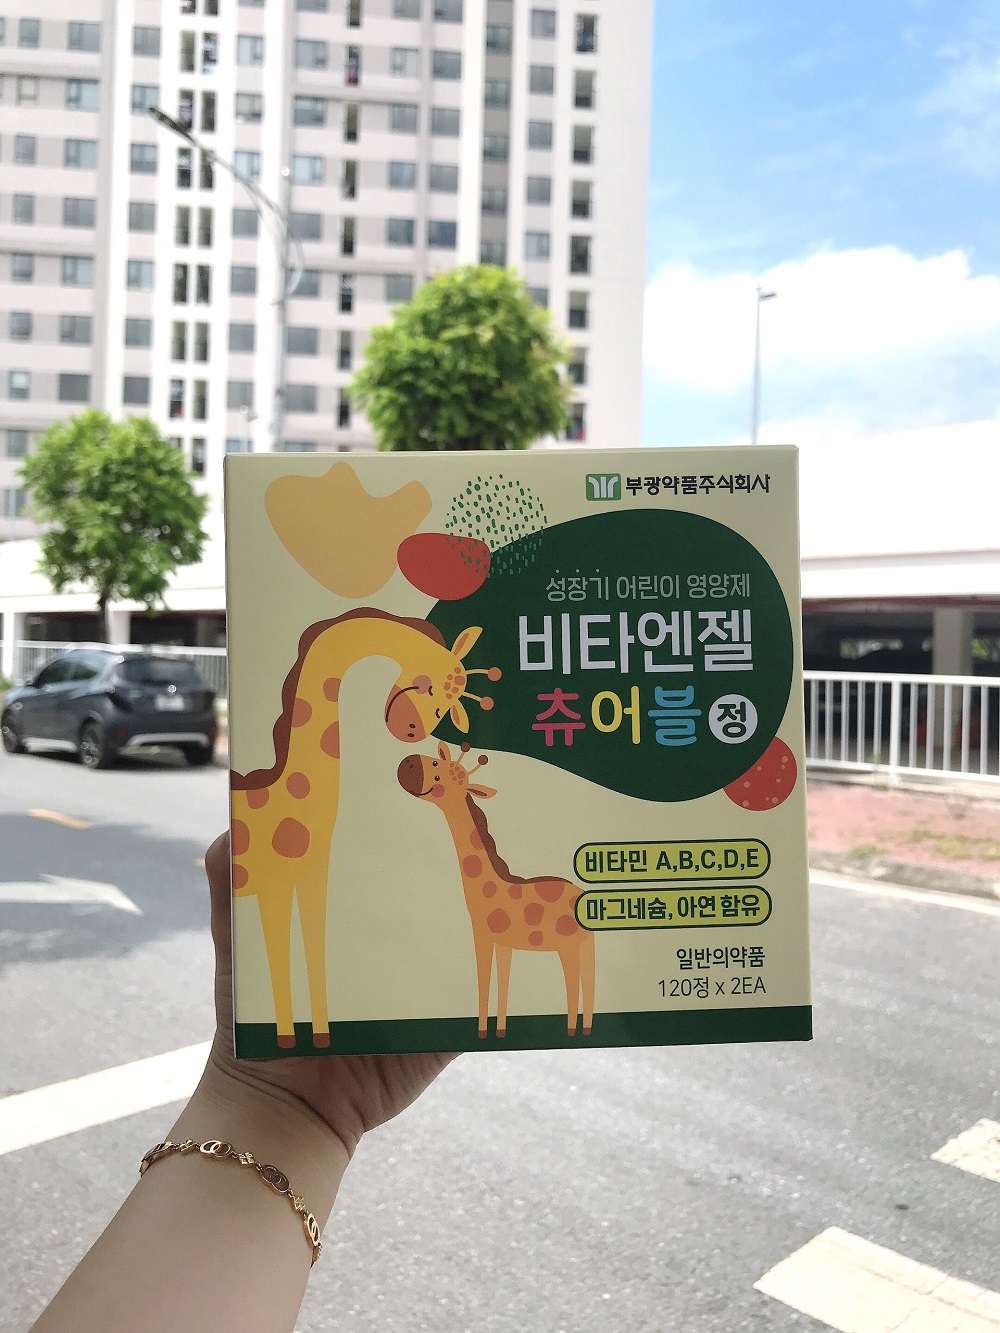 부광약품주식회사
성장기 어린이 영양제
비타엔젤
츄어블 정
비타민 A,B,C,D,E
마그네슘, 아연 함유
일반의약품
120정 x 2EA